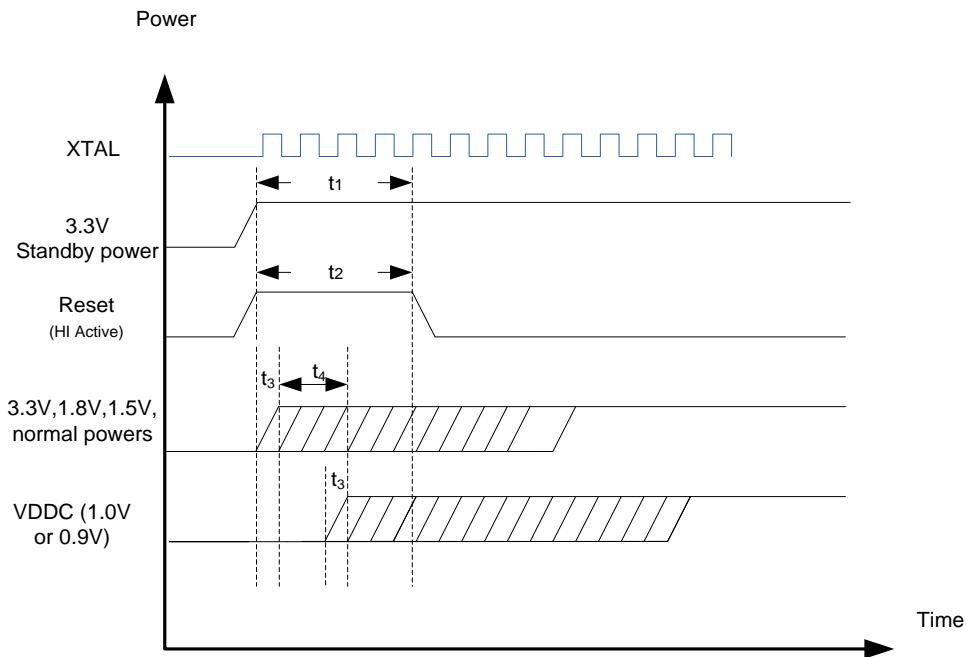 Power
XTAL
t1
3.3V
Standby power
t2
Reset
(HI Active)
t3
t4
3.3V,1.8V,1.5V,
normal powers
t3
VDDC (1.0V
or 0.9V)
Time